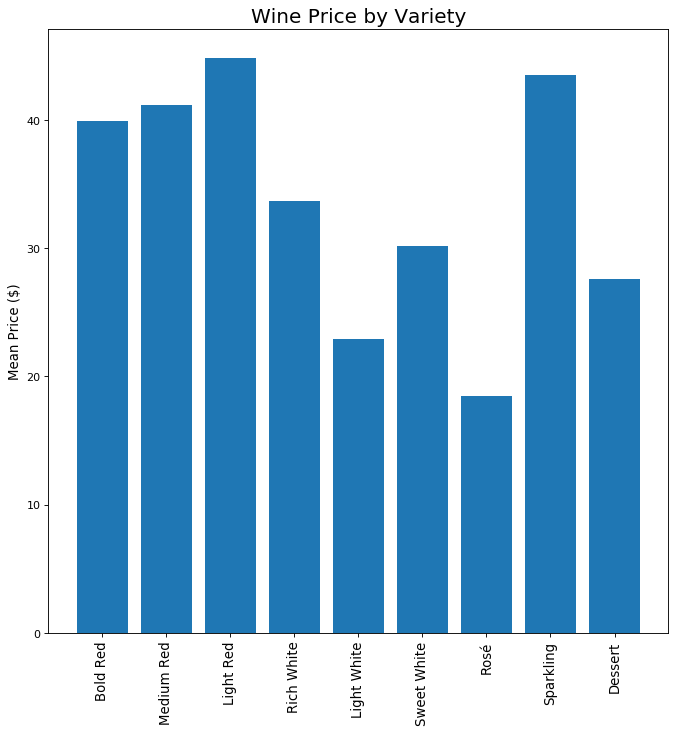 Wine Price by Variety
Mean Price ($)
40
30
20
10
0
Bold Red
Medium Red
Light Red
Rich White
Light White
Sweet White
Rosé
Sparkling
Dessert